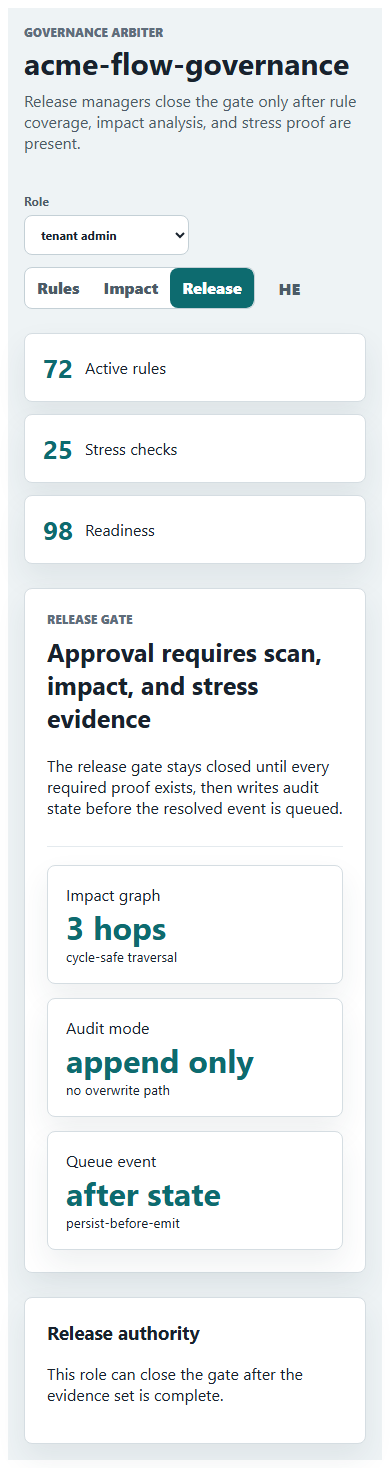 GOVERNANCE ARBITER
acme-flow-governance
Release managers close the gate only after rule
coverage, impact analysis, and stress proof are
present.
Role
tenant admin
Rules Impact Release HE
72 Active rules
25 Stress checks
98 Readiness
RELEASE GATE
Approval requires scan,
impact, and stress
evidence
The release gate stays closed until every
required proof exists, then writes audit
state before the resolved event is queued.
Impact graph
3 hops
cycle-safe traversal
Audit mode
append only
no overwrite path
Queue event
after state
persist-before-emit
Release authority
This role can close the gate after the
evidence set is complete.